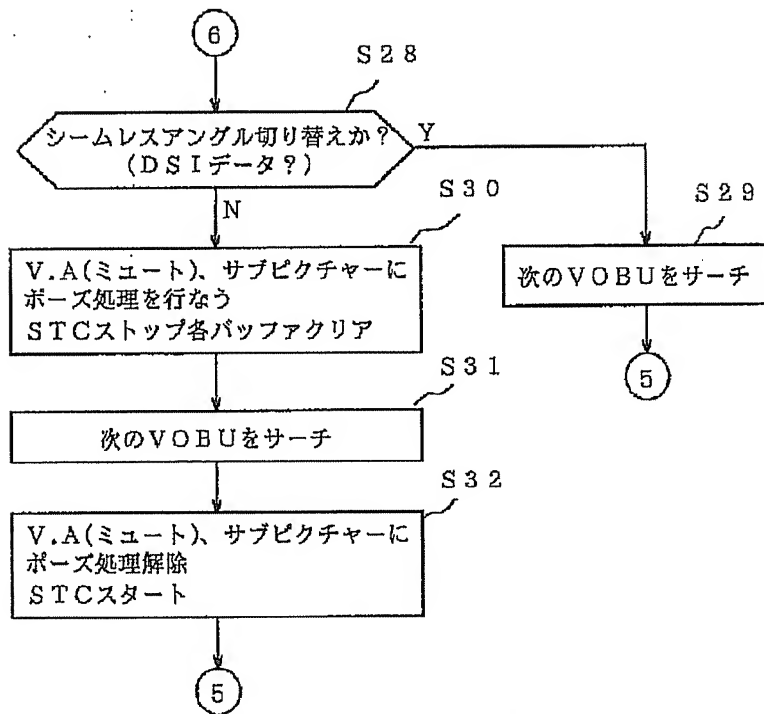 6
S28
シームレスアングル切り替えか?
(DSIデータ?)
Y
N
S30
V.A(ミュート)、サブピクチャーに
ポーズ処理を行なう
STCストップ各バッファクリア
S29
次のVOBUをサーチ
5
S31
次のVOBUをサーチ
S32
V.A(ミュート)、サブピクチャーに
ポーズ処理解除
STCスタート
5